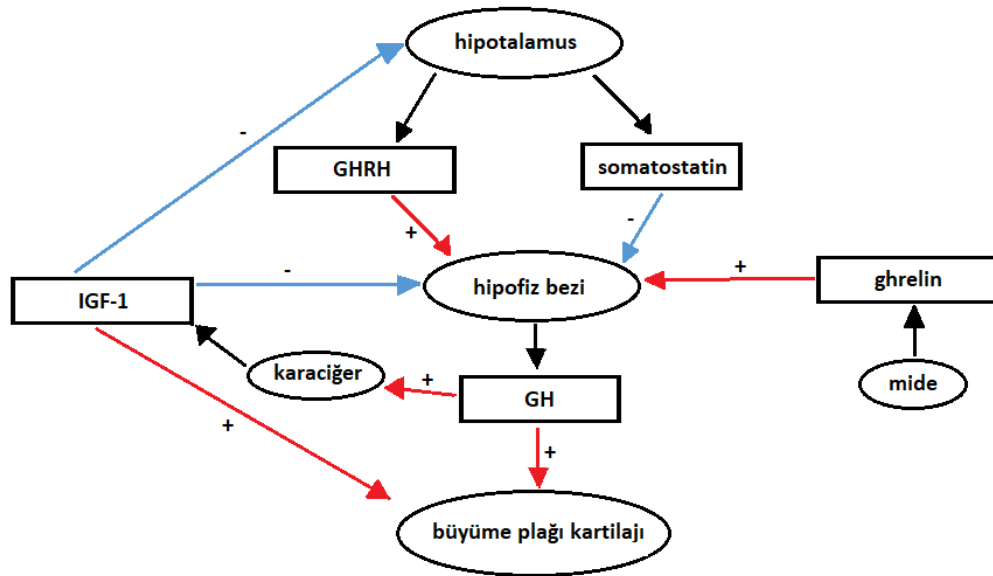 hipotalamus
-
GHRH
somatostatin
+
-
-
+
IGF-1
hipofiz bezi
ghrelin
karaciğer
+
GH
mide
+
+
büyüme plağı kartilajı